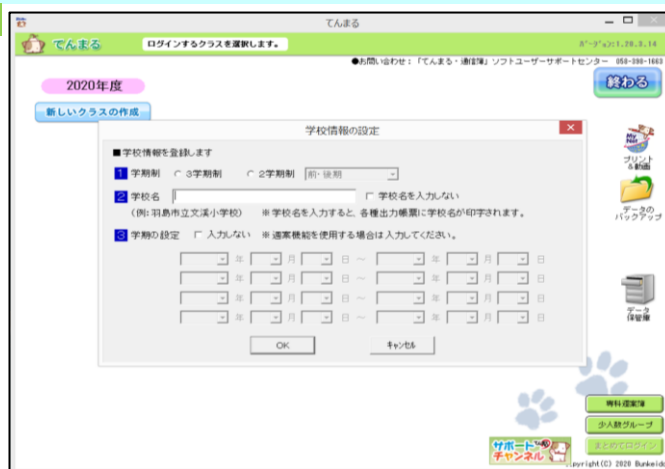 てんまる
てんまる
ログインするクラスを選択します。
ﾊﾞｰｼﾞｮﾝ:1.20.3.14
●お問い合わせ:「てんまる・通信簿」ソフトユーザーサポートセンター
終わる
2020年度
新しいクラスの作成
学校情報の設定
■学校情報を登録します
1 学期制 3学期制 2学期制 前・後期
2 学校名 学校名を入力しない
(例:羽島市立文溪小学校) ※学校名を入力すると、各種出力帳票に学校名が印字されます。
3 学期の設定 入力しない ※週案機能を使用する場合は入力してください。
年 月 日 ～ 年 月 日
年 月 日 ～ 年 月 日
年 月 日 ～ 年 月 日
年 月 日 ～ 年 月 日
OK キャンセル
プリント
&動画
データの
バックアップ
データ
保管庫
専科週案簿
少人数グループ
まとめてログイン
サポート
チャンネル
pyright(C) 2020 Bunkeido